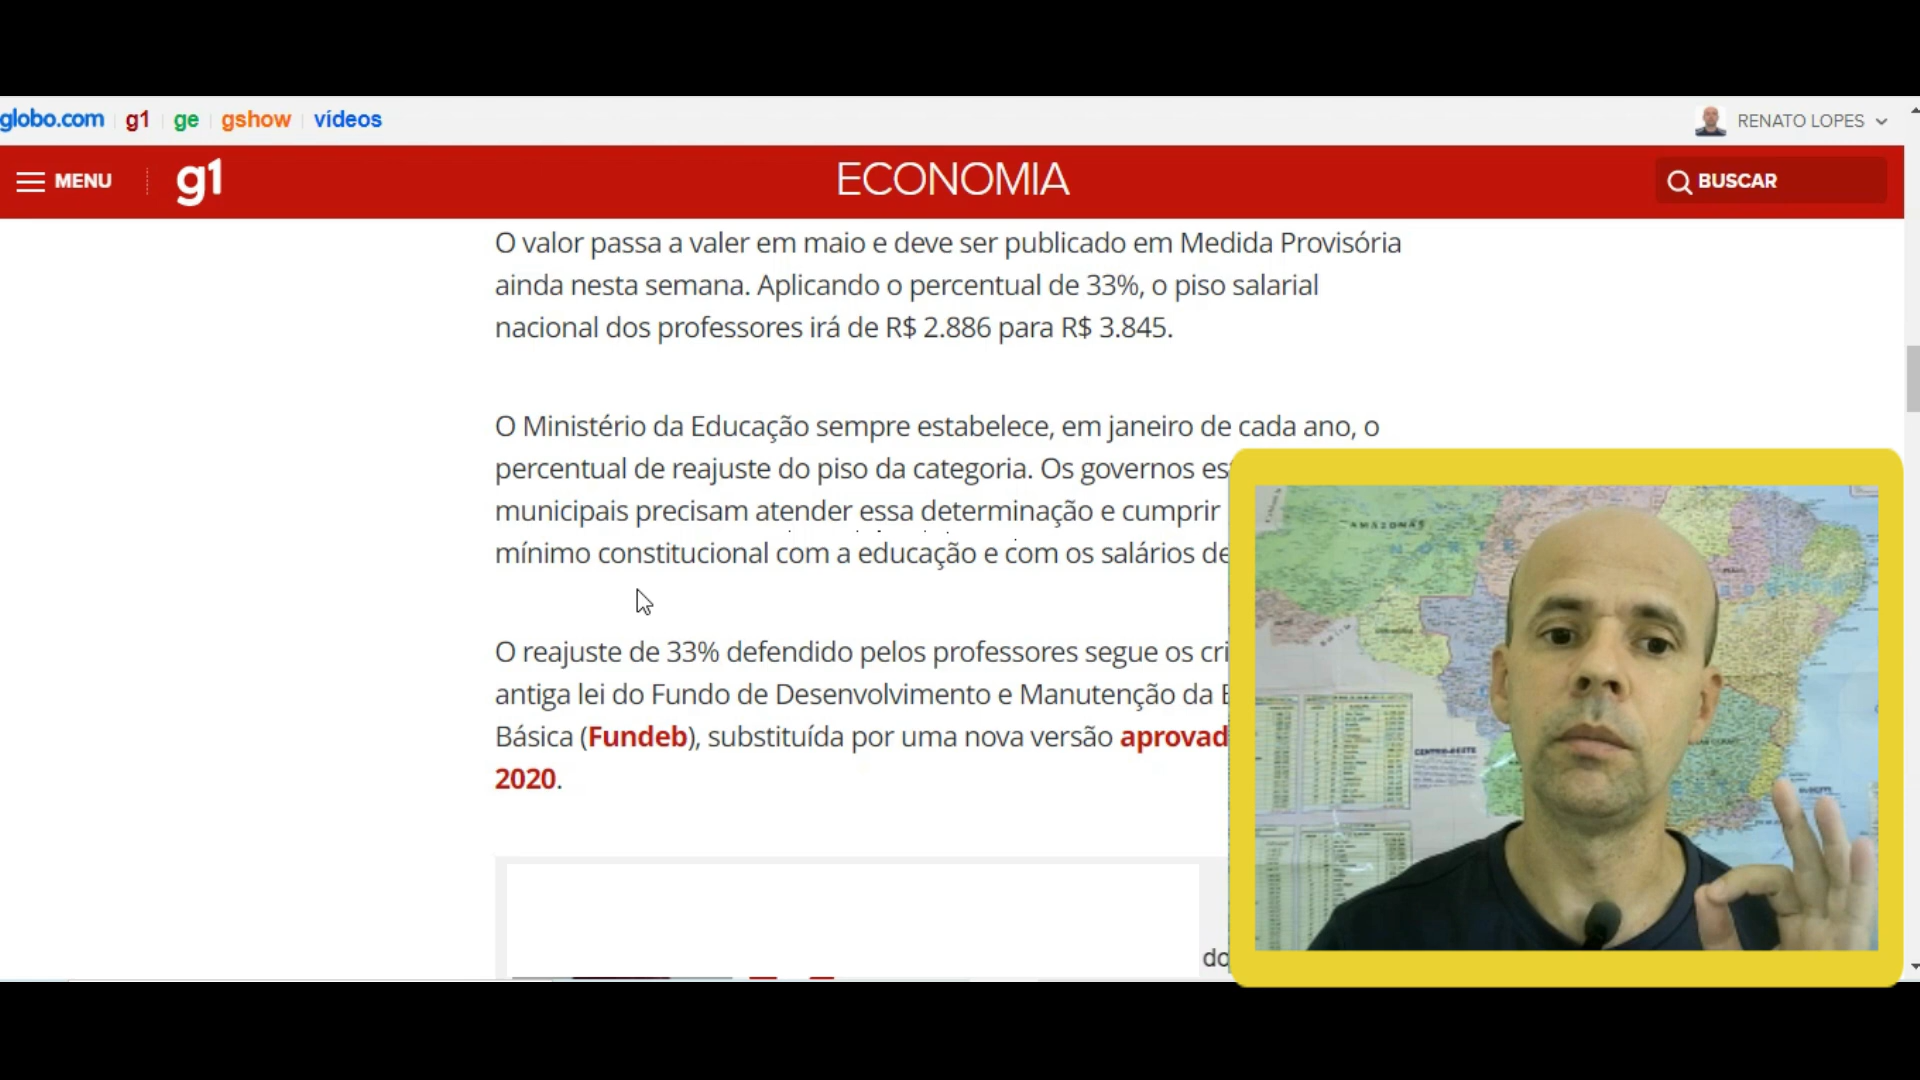 globo.com g1 ge gshow vídeos
RENATO LOPES
MENU g1 ECONOMIA BUSCAR
O valor passa a valer em maio e deve ser publicado em Medida Provisória
ainda nesta semana. Aplicando o percentual de 33%, o piso salarial
nacional dos professores irá de R$ 2.886 para R$ 3.845.
O Ministério da Educação sempre estabelece, em janeiro de cada ano, o
percentual de reajuste do piso da categoria. Os governos es
municipais precisam atender essa determinação e cumprir
mínimo constitucional com a educação e com os salários de
O reajuste de 33% defendido pelos professores segue os cri
antiga lei do Fundo de Desenvolvimento e Manutenção da E
Básica (Fundeb), substituída por uma nova versão aprovad
2020.
do
AMAZONAS
NORTE
CENTRO-OESTE